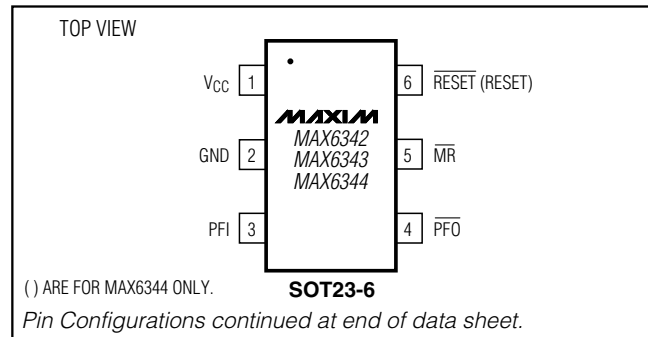 TOP VIEW
VCC 1
6 RESET (RESET)
MAXIM
MAX6342
GND 2
MAX6343
5 MR
MAX6344
PFI 3
4 PFO
( ) ARE FOR MAX6344 ONLY.
SOT23-6
Pin Configurations continued at end of data sheet.